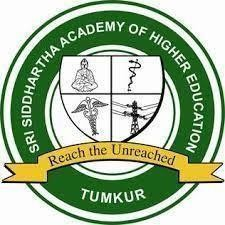 SRI SIDDHARTHA ACADEMY OF HIGHER EDUCATION
Reach the Unreached
TUMKUR